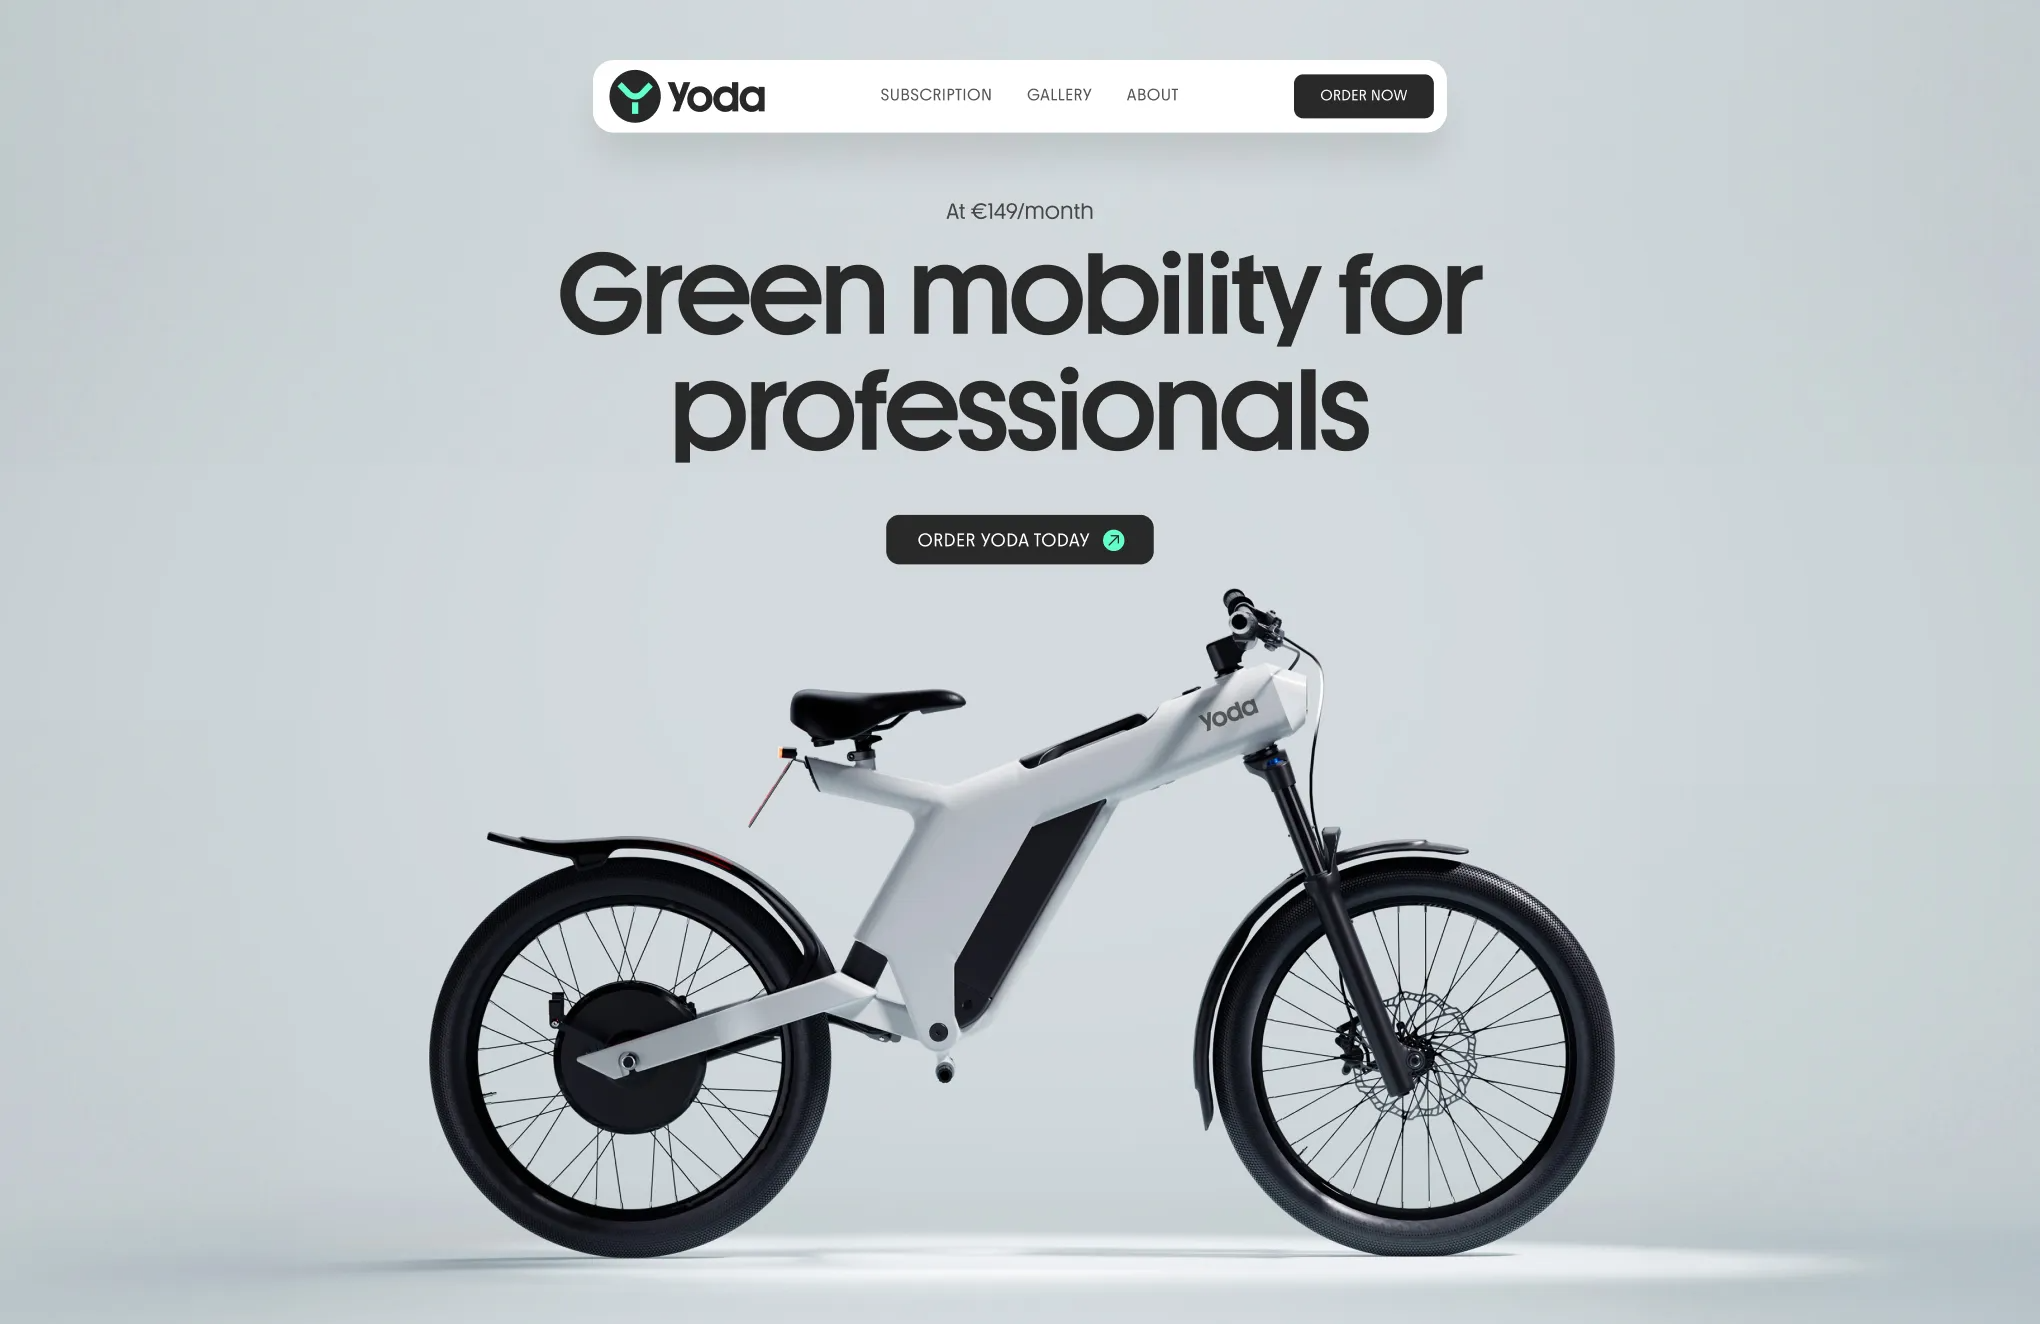 Yoda
SUBSCRIPTION
GALLERY
ABOUT
ORDER NOW
At €149/month
Green mobility for
professionals
ORDER YODA TODAY
Yoda